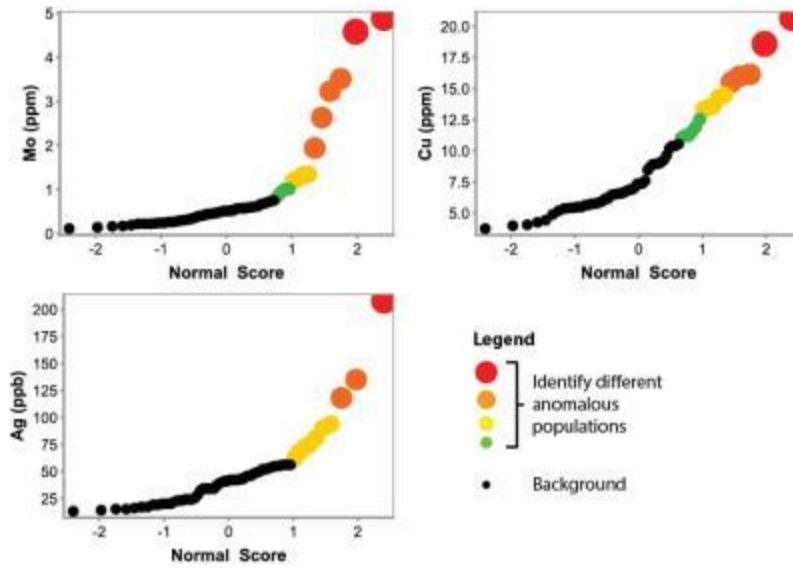 5
4
3
2
1
0
Mo (ppm)
-2 -1 0 1 2
Normal Score
20.0
17.5
15.0
12.5
10.0
7.5
5.0
Cu (ppm)
-2 -1 0 1 2
Normal Score
200
175
150
125
100
75
50
25
Ag (ppb)
-2 -1 0 1 2
Normal Score
Legend
Identify different
anomalous
populations
Background